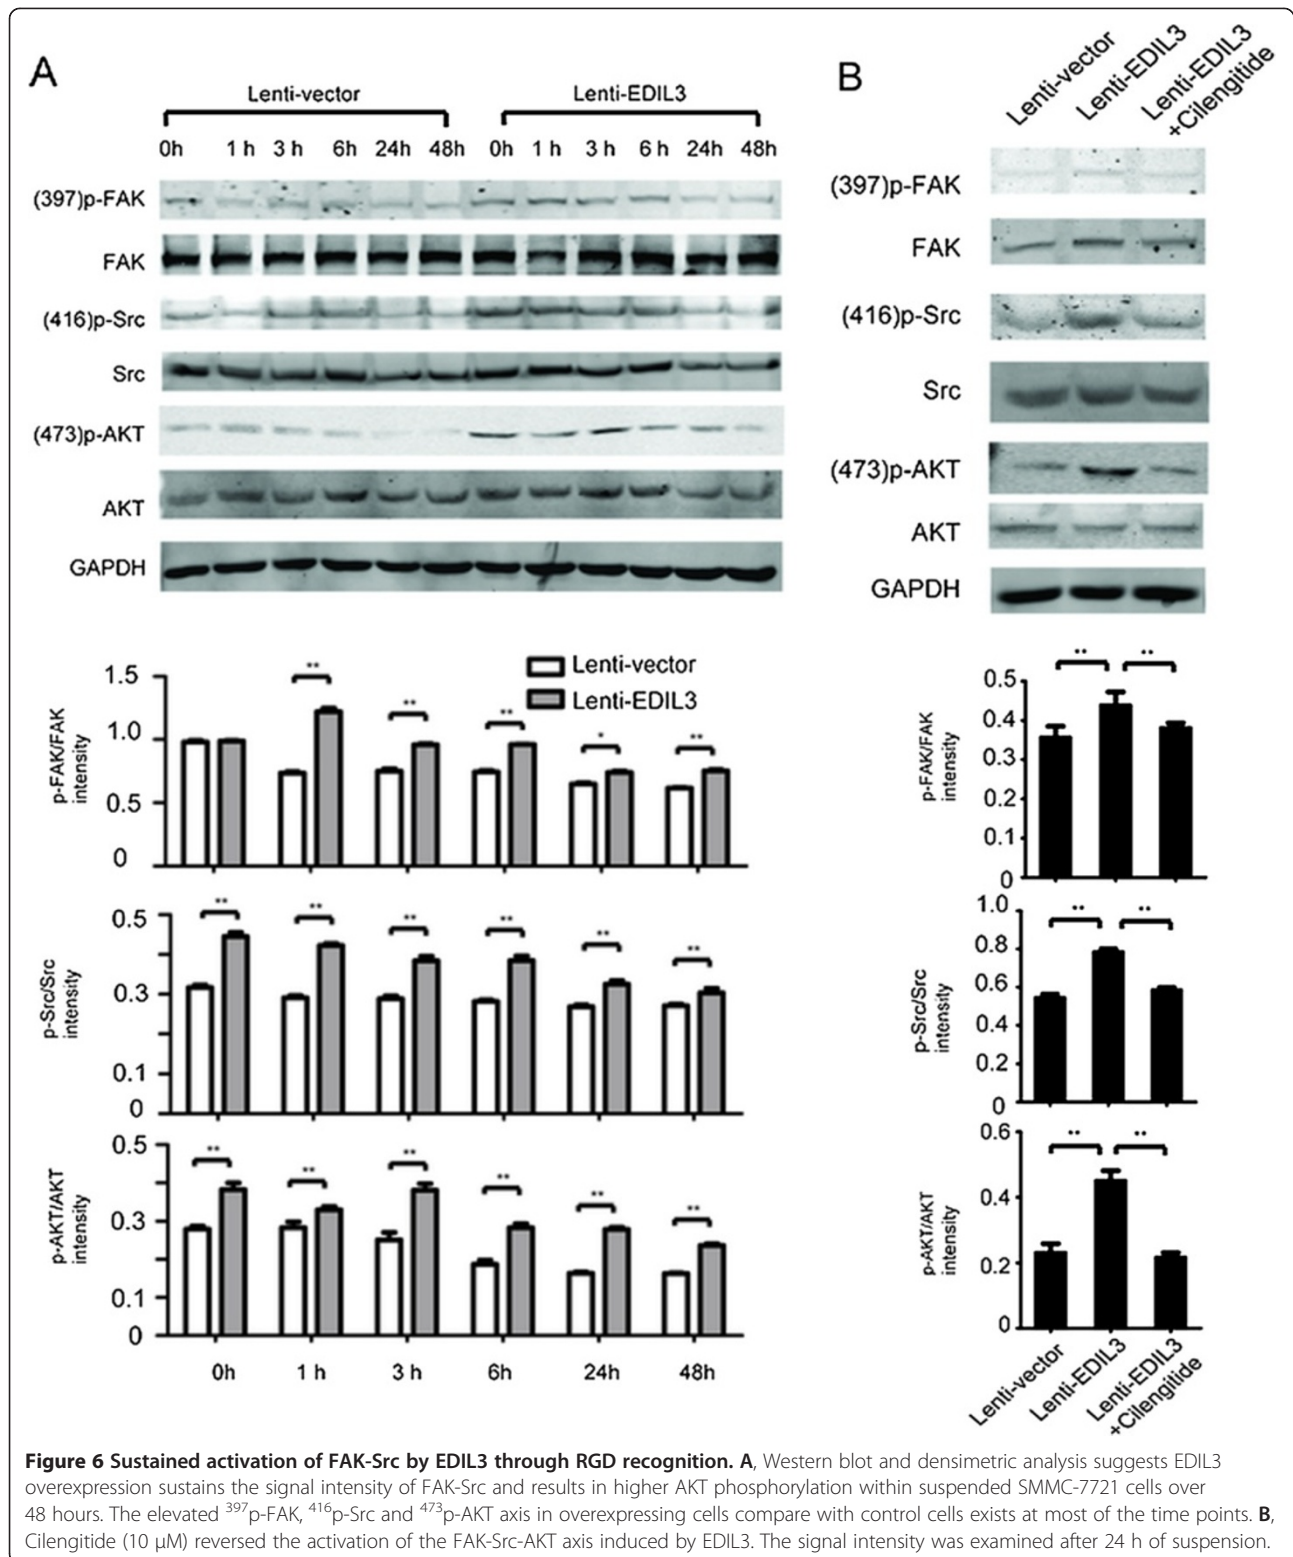 A
Lenti-vector Lenti-EDIL3
0h 1 h 3 h 6h 24h 48h 0h 1 h 3 h 6 h 24h 48h
(397)p-FAK
FAK
(416)p-Src
Src
(473)p-AKT
AKT
GAPDH
B
Lenti-vector
Lenti-EDIL3
Lenti-EDIL3
+Cilengitide
(397)p-FAK
FAK
(416)p-Src
Src
(473)p-AKT
AKT
GAPDH
Lenti-vector
Lenti-EDIL3
p-FAK/FAK
intensity
1.5
1.0
0.5
0
** ** ** * **
p-Src/Src
intensity
0.5
0.3
0.1
0
** ** ** ** ** **
p-AKT/AKT
intensity
0.5
0.3
0.1
0
** ** ** ** ** **
0h 1 h 3 h 6h 24h 48h
p-FAK/FAK
intensity
0.5
0.4
0.3
0.2
0.1
0
** **
p-Src/Src
intensity
1.0
0.8
0.6
0.4
0.2
0
** **
p-AKT/AKT
intensity
0.6
0.4
0.2
0
** **
Lenti-vector
Lenti-EDIL3
Lenti-EDIL3
+Cilengitide
Figure 6 Sustained activation of FAK-Src by EDIL3 through RGD recognition. A, Western blot and densimetric analysis suggests EDIL3
overexpression sustains the signal intensity of FAK-Src and results in higher AKT phosphorylation within suspended SMMC-7721 cells over
48 hours. The elevated ³⁹⁷p-FAK, ⁴¹⁶p-Src and ⁴⁷³p-AKT axis in overexpressing cells compare with control cells exists at most of the time points. B,
Cilengitide (10 μM) reversed the activation of the FAK-Src-AKT axis induced by EDIL3. The signal intensity was examined after 24 h of suspension.